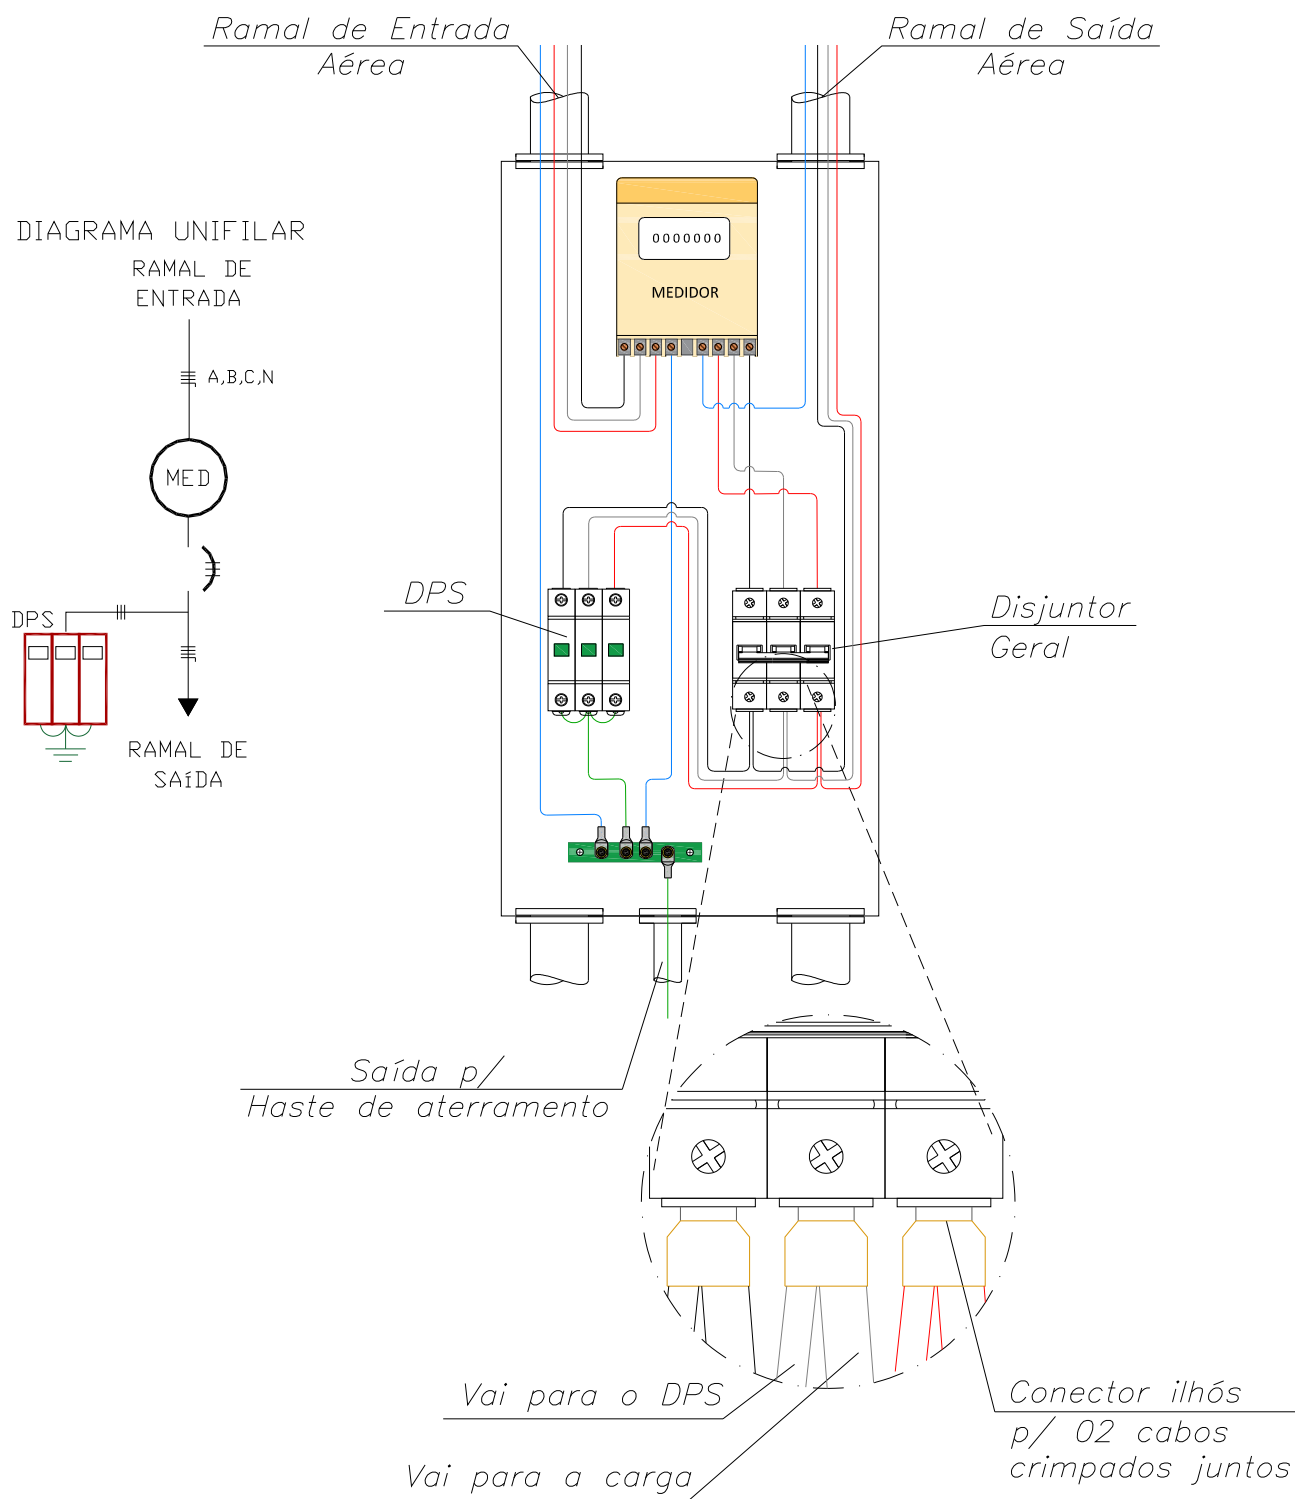 Ramal de Entrada
Aérea
Ramal de Saída
Aérea
DIAGRAMA UNIFILAR
RAMAL DE
ENTRADA
A,B,C,N
MED
DPS
RAMAL DE
SAíDA
0000000
MEDIDOR
DPS
Disjuntor
Geral
Saída p/
Haste de aterramento
Vai para o DPS
Vai para a carga
Conector ilhós
p/ 02 cabos
crimpados juntos